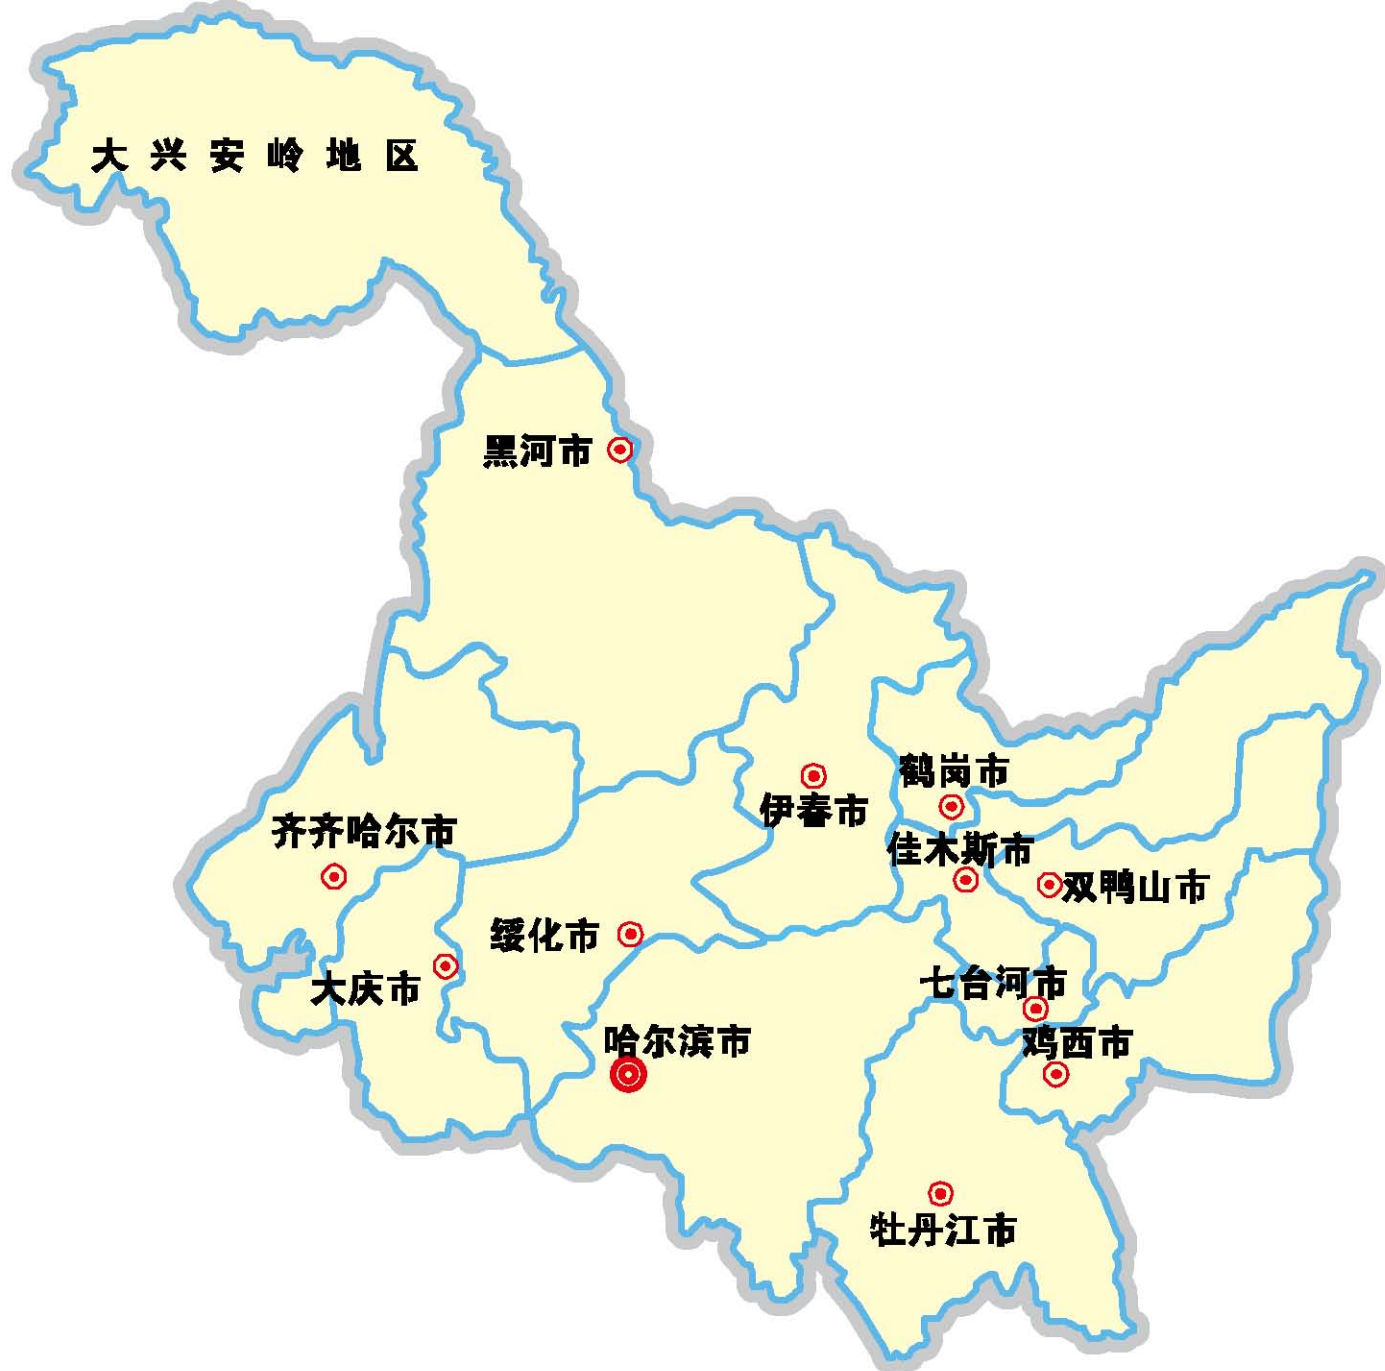 大兴安岭地区
黑河市
鹤岗市
伊春市
齐齐哈尔市
佳木斯市
双鸭山市
绥化市
七台河市
大庆市
哈尔滨市
鸡西市
牡丹江市